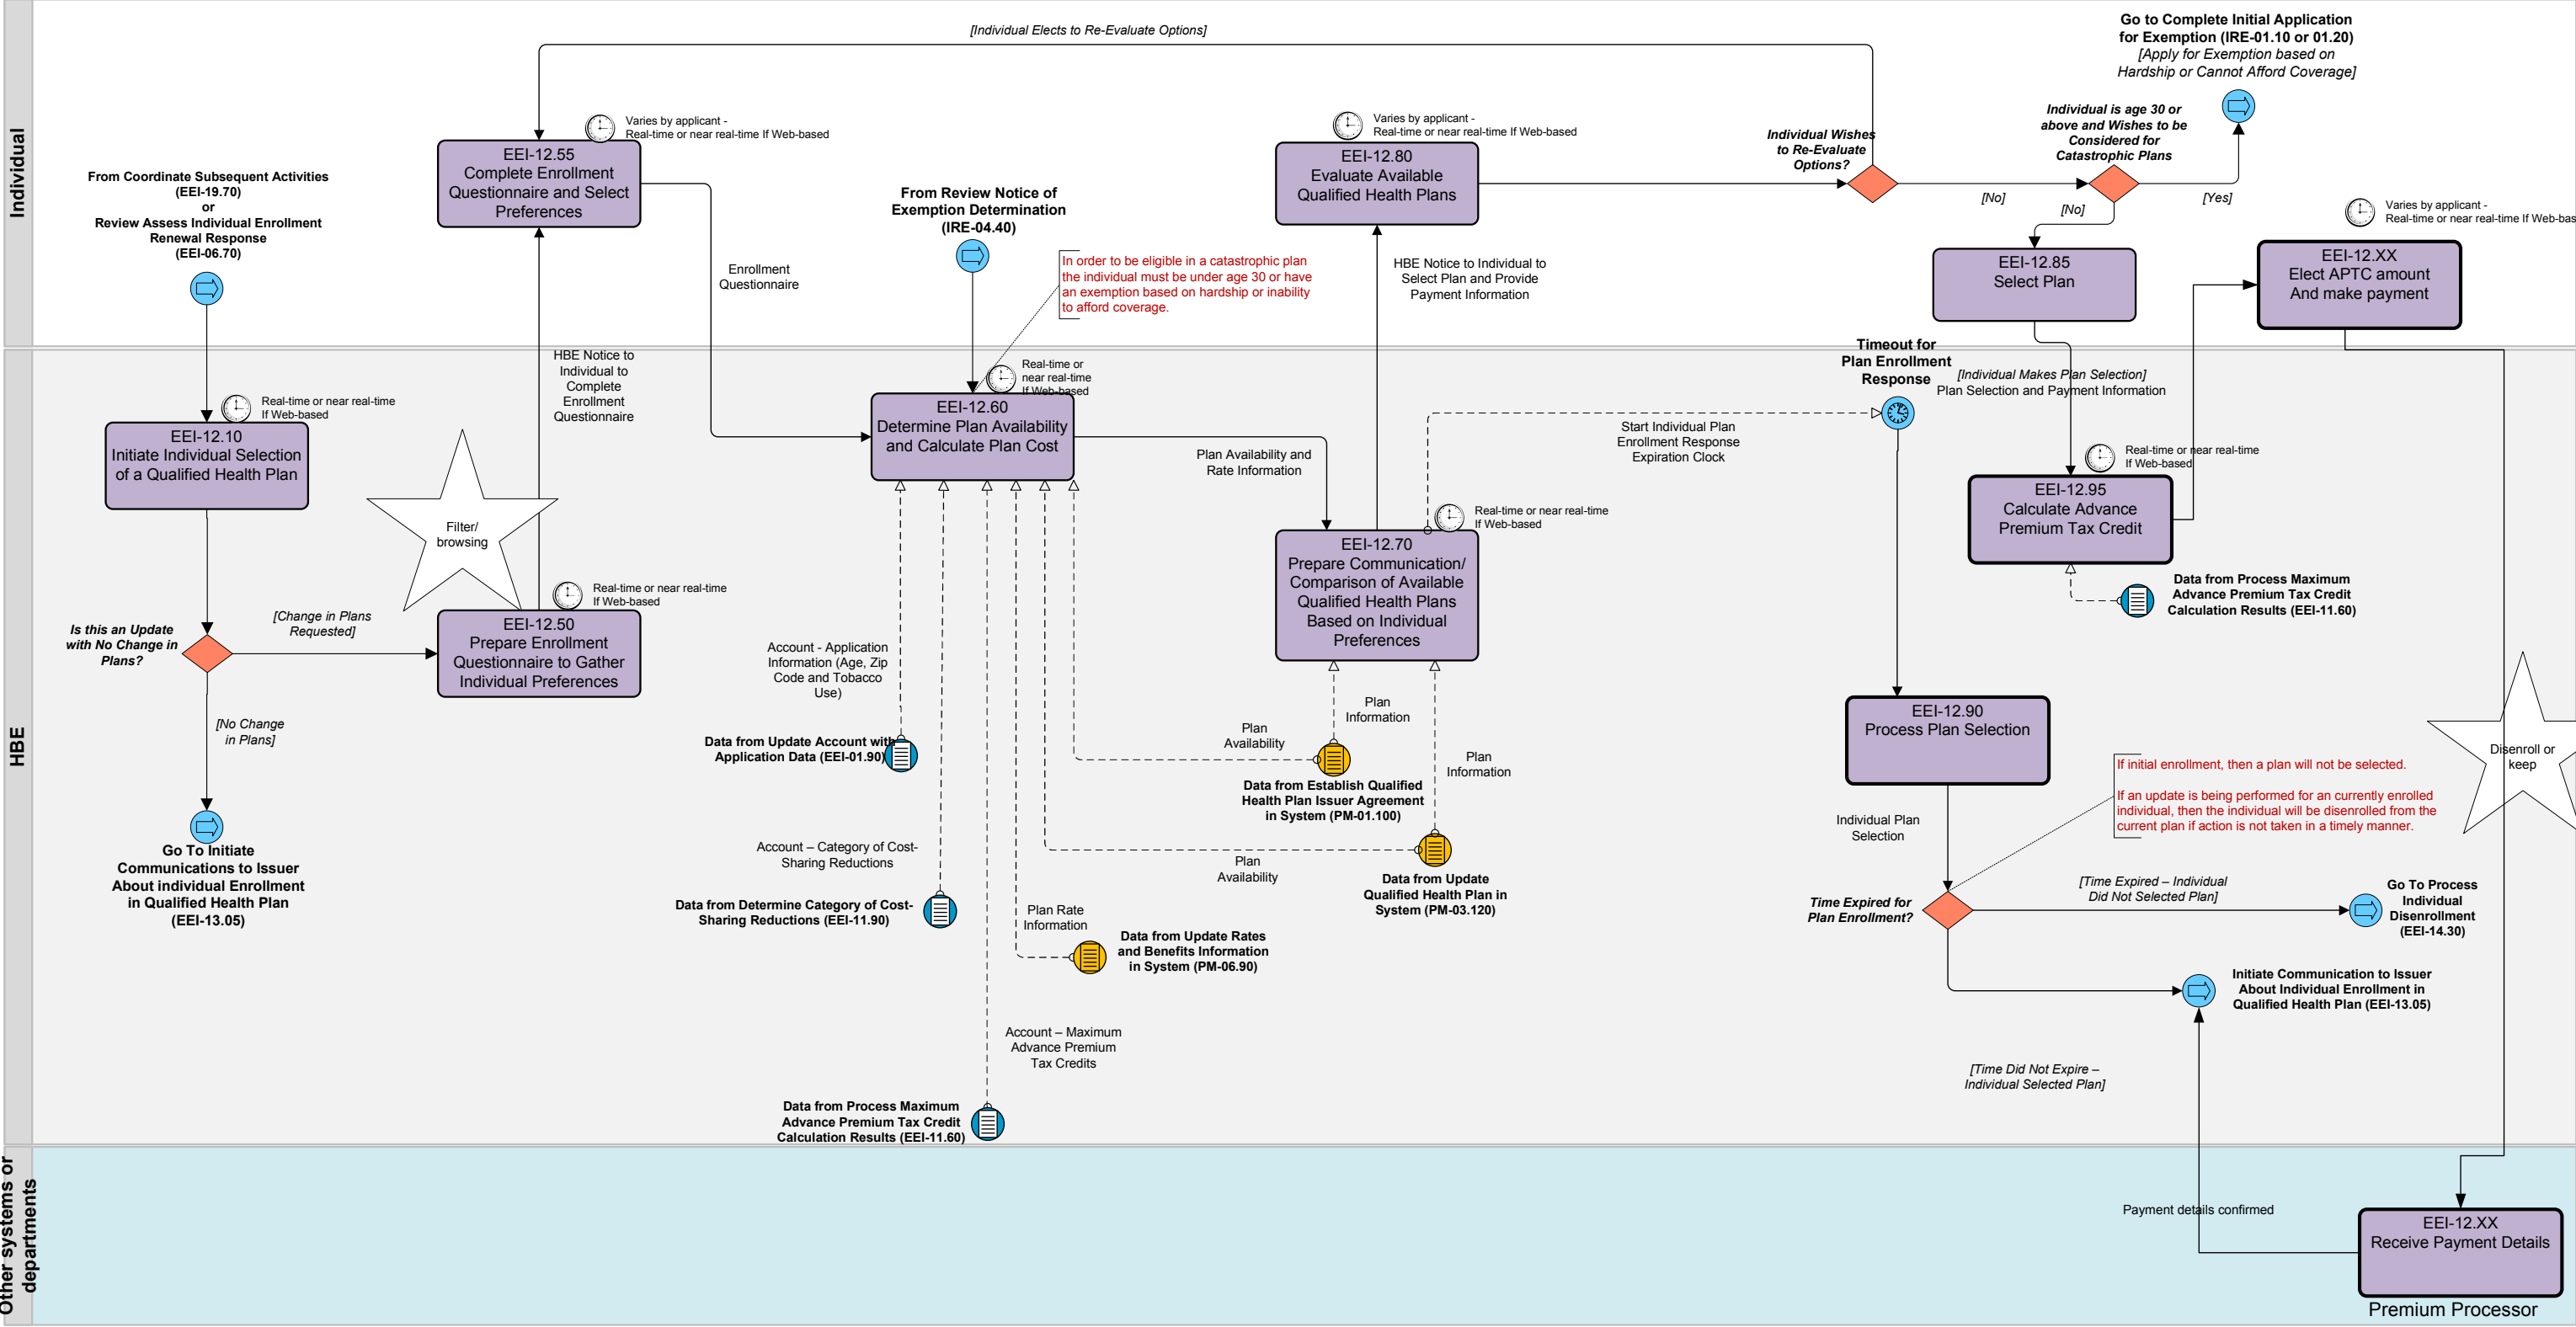 Individual
HBE
Other systems or
departments
[Individual Elects to Re-Evaluate Options]
Go to Complete Initial Application
for Exemption (IRE-01.10 or 01.20)
[Apply for Exemption based on
Hardship or Cannot Afford Coverage]
From Coordinate Subsequent Activities
(EEI-19.70)
or
Review Assess Individual Enrollment
Renewal Response
(EEI-06.70)
Varies by applicant -
Real-time or near real-time If Web-based
EEI-12.55
Complete Enrollment
Questionnaire and Select
Preferences
Enrollment
Questionnaire
From Review Notice of
Exemption Determination
(IRE-04.40)
In order to be eligible in a catastrophic plan
the individual must be under age 30 or have
an exemption based on hardship or inability
to afford coverage.
Varies by applicant -
Real-time or near real-time If Web-based
EEI-12.80
Evaluate Available
Qualified Health Plans
HBE Notice to Individual to
Select Plan and Provide
Payment Information
Individual Wishes
to Re-Evaluate
Options?
[No]
Individual is age 30 or
above and Wishes to be
Considered for
Catastrophic Plans
[No]
[Yes]
EEI-12.85
Select Plan
Varies by applicant -
Real-time or near real-time If Web-bas
EEI-12.XX
Elect APTC amount
And make payment
HBE Notice to
Individual to
Complete
Enrollment
Questionnaire
Real-time or near real-time
If Web-based
EEI-12.10
Initiate Individual Selection
of a Qualified Health Plan
Filter/
browsing
Is this an Update
with No Change in
Plans?
[Change in Plans
Requested]
[No Change
in Plans]
Go To Initiate
Communications to Issuer
About individual Enrollment
in Qualified Health Plan
(EEI-13.05)
Real-time or near real-time
If Web-based
EEI-12.50
Prepare Enrollment
Questionnaire to Gather
Individual Preferences
Real-time or
near real-time
If Web-based
EEI-12.60
Determine Plan Availability
and Calculate Plan Cost
Plan Availability and
Rate Information
Account - Application
Information (Age, Zip
Code and Tobacco
Use)
Data from Update Account with
Application Data (EEI-01.90)
Account – Category of Cost-
Sharing Reductions
Data from Determine Category of Cost-
Sharing Reductions (EEI-11.90)
Plan Rate
Information
Data from Update Rates
and Benefits Information
in System (PM-06.90)
Account – Maximum
Advance Premium
Tax Credits
Data from Process Maximum
Advance Premium Tax Credit
Calculation Results (EEI-11.60)
Real-time or near real-time
If Web-based
EEI-12.70
Prepare Communication/
Comparison of Available
Qualified Health Plans
Based on Individual
Preferences
Plan
Information
Plan
Availability
Data from Establish Qualified
Health Plan Issuer Agreement
in System (PM-01.100)
Plan
Information
Plan
Availability
Data from Update
Qualified Health Plan in
System (PM-03.120)
Start Individual Plan
Enrollment Response
Expiration Clock
Timeout for
Plan Enrollment
Response
[Individual Makes Plan Selection]
Plan Selection and Payment Information
Real-time or near real-time
If Web-based
EEI-12.95
Calculate Advance
Premium Tax Credit
Data from Process Maximum
Advance Premium Tax Credit
Calculation Results (EEI-11.60)
EEI-12.90
Process Plan Selection
Individual Plan
Selection
If initial enrollment, then a plan will not be selected.
If an update is being performed for an currently enrolled
individual, then the individual will be disenrolled from the
current plan if action is not taken in a timely manner.
Disenroll or
keep
Time Expired for
Plan Enrollment?
[Time Expired – Individual
Did Not Selected Plan]
Go To Process
Individual
Disenrollment
(EEI-14.30)
Initiate Communication to Issuer
About Individual Enrollment in
Qualified Health Plan (EEI-13.05)
[Time Did Not Expire –
Individual Selected Plan]
Payment details confirmed
EEI-12.XX
Receive Payment Details
Premium Processor